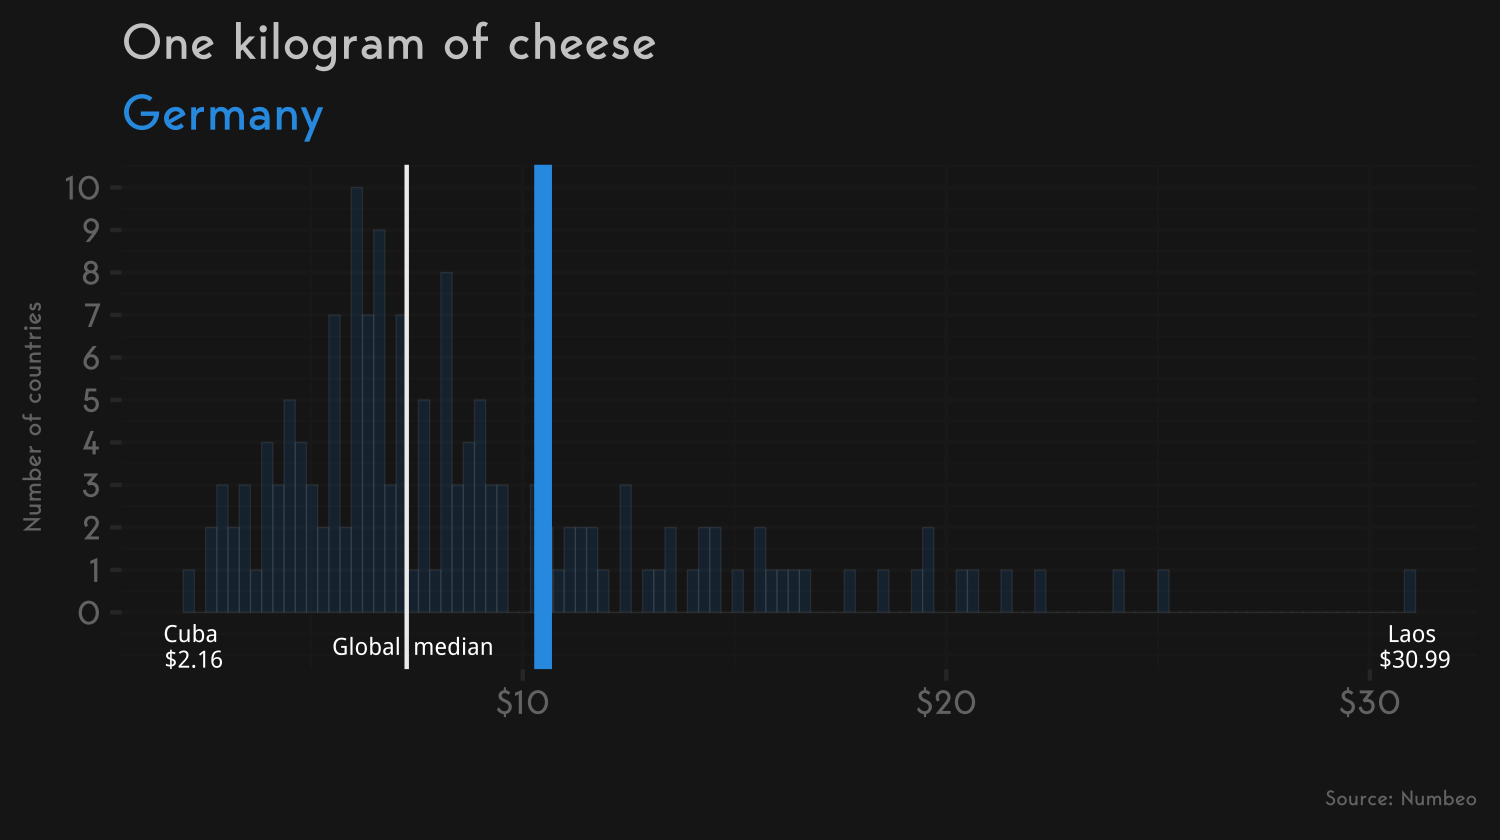 One kilogram of cheese
Germany
Number of countries
10
9
8
7
6
5
4
3
2
1
0
Cuba
$2.16
Global median
Laos
$30.99
$10
$20
$30
Source: Numbeo